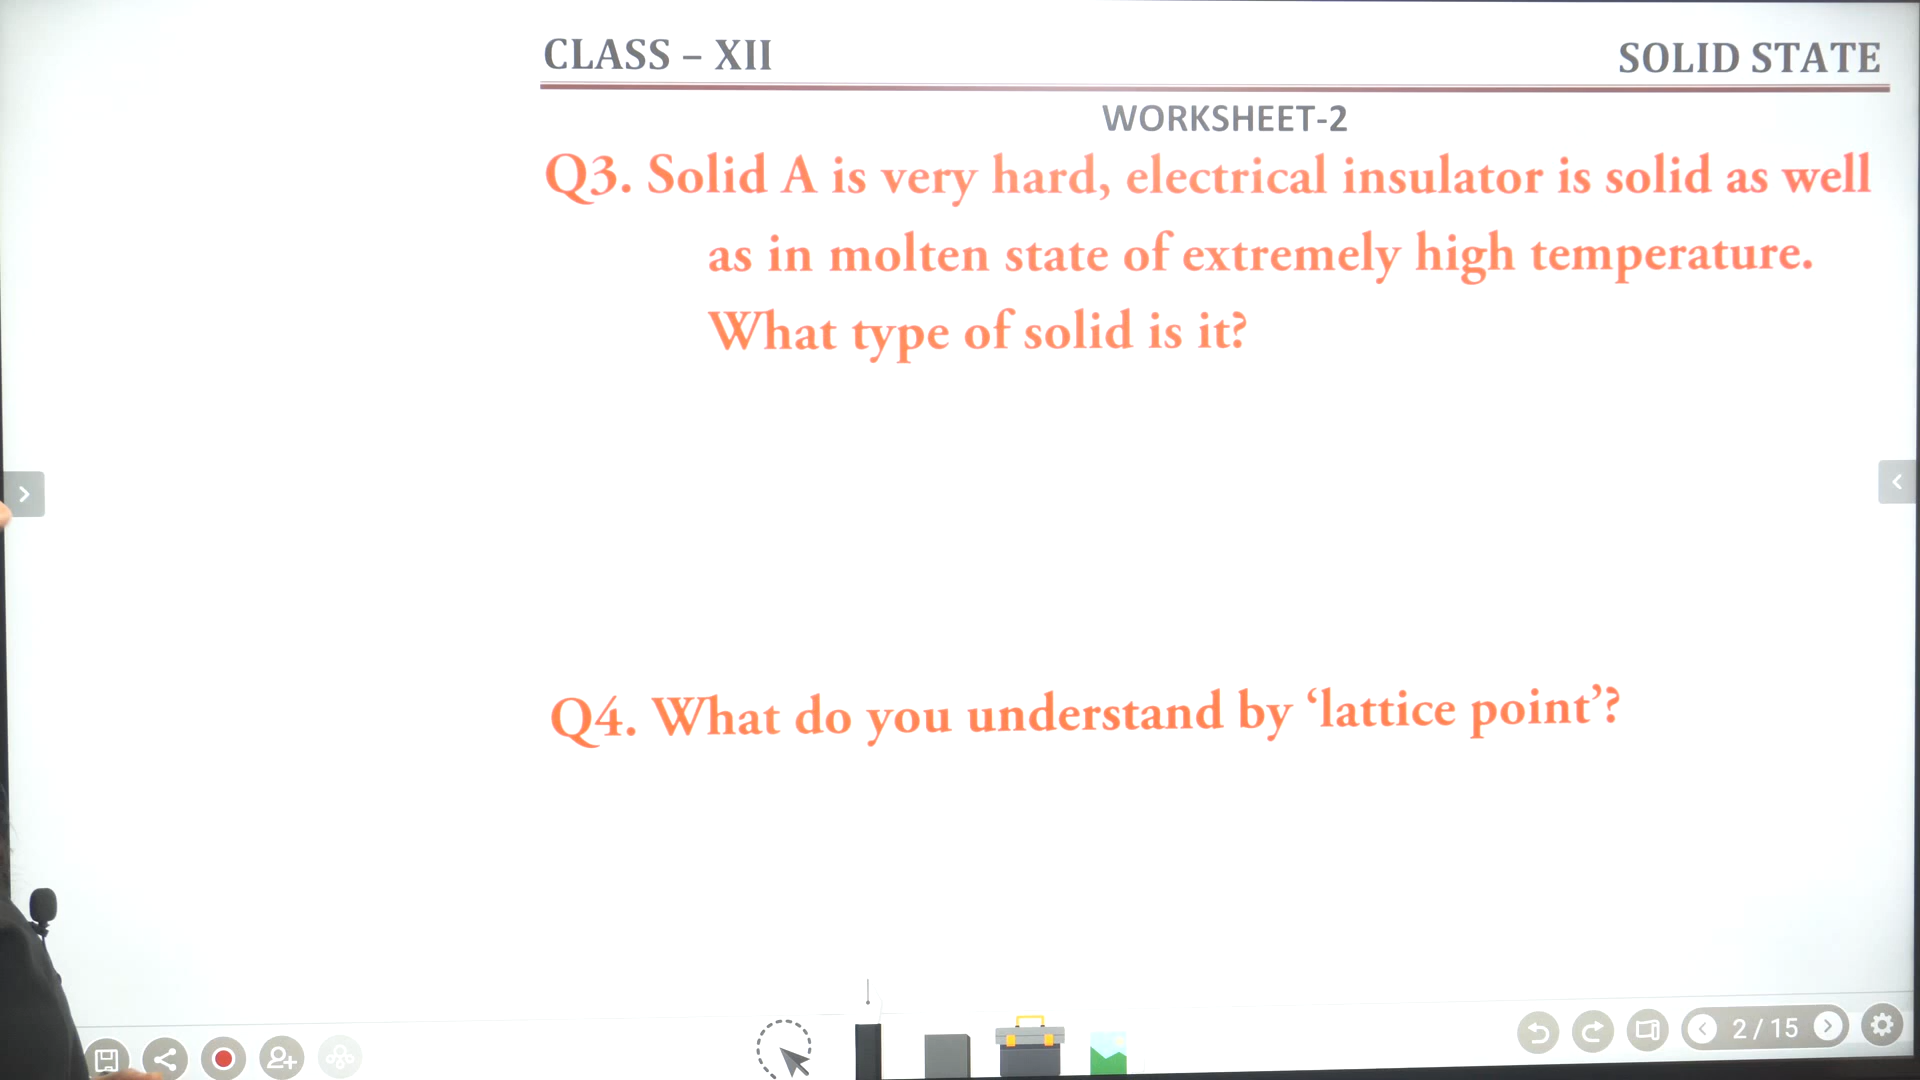 CLASS – XII
SOLID STATE
WORKSHEET-2
Q3. Solid A is very hard, electrical insulator is solid as well
as in molten state of extremely high temperature.
What type of solid is it?
Q4. What do you understand by ‘lattice point’?
2 / 15